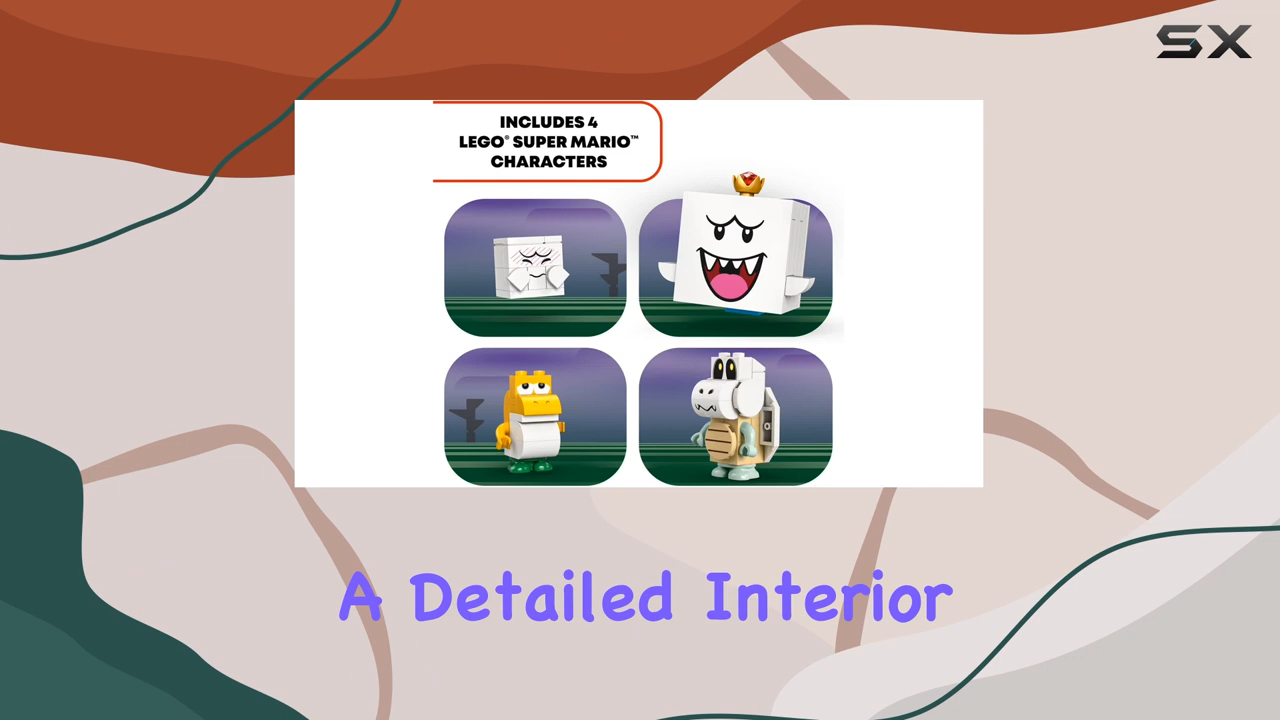 SX
INCLUDES 4
LEGO® SUPER MARIO™
CHARACTERS
A Detailed Interior